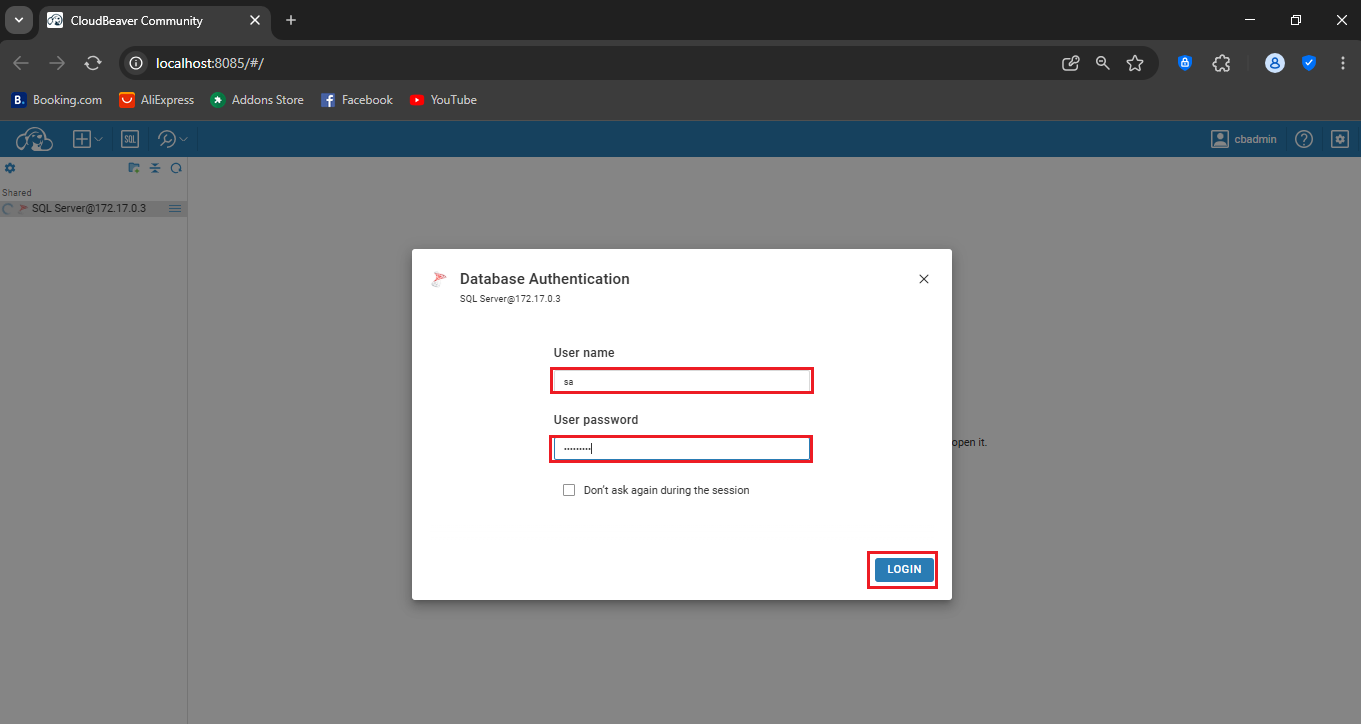 CloudBeaver Community
localhost:8085/#/
B. Booking.com AliExpress Addons Store Facebook YouTube
SQL cbadmin
Shared
SQL Server@172.17.0.3
Database Authentication
SQL Server@172.17.0.3
User name
sa
User password
•••••••••
open it.
Don't ask again during the session
LOGIN